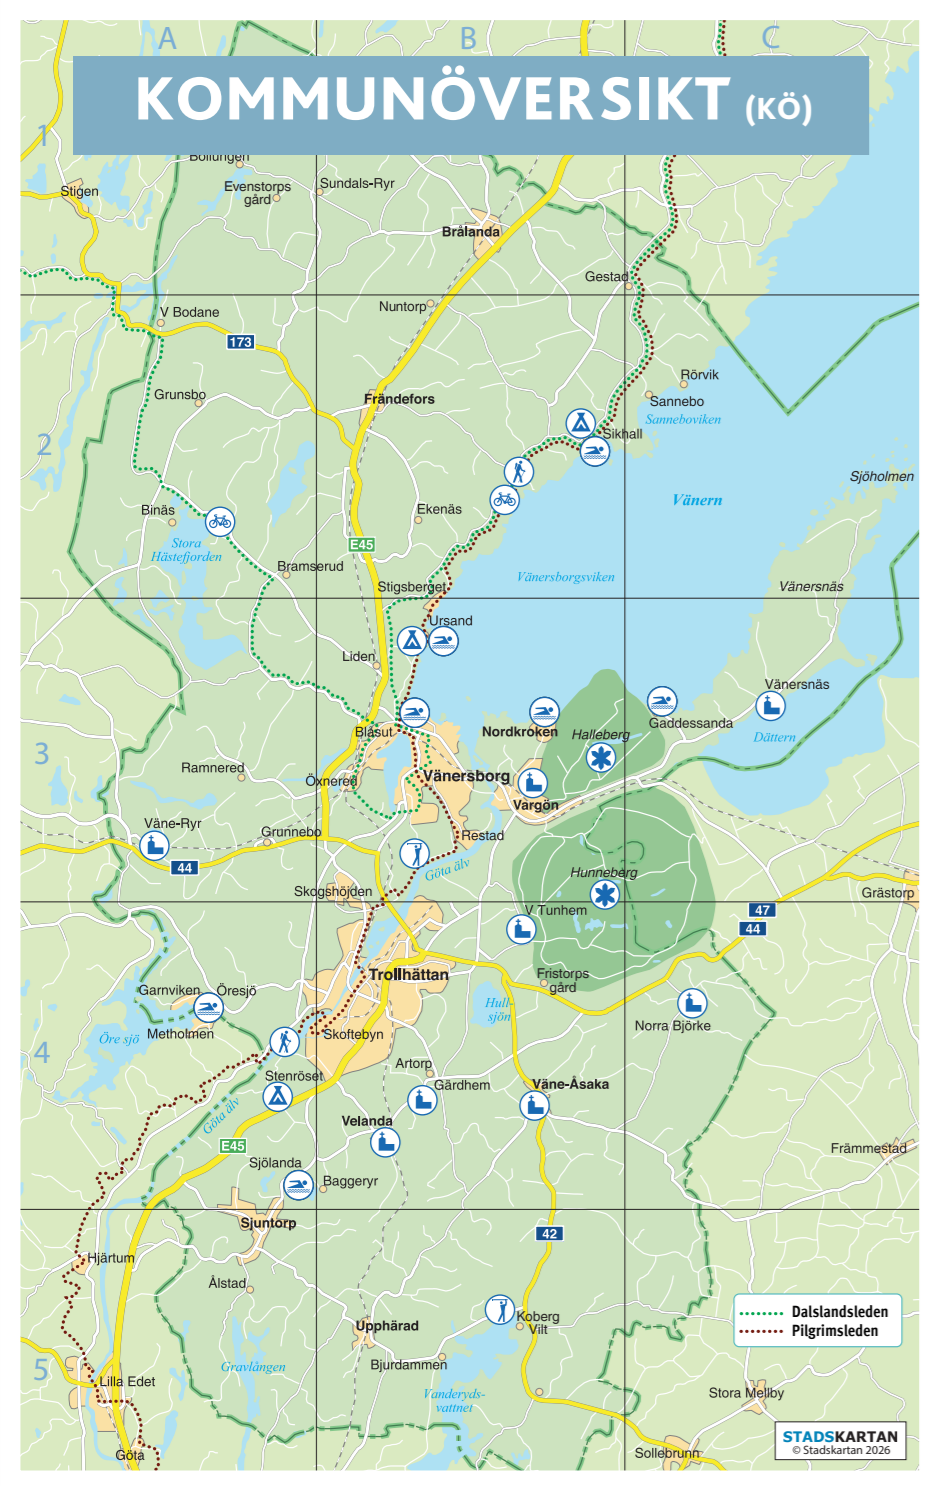 A
B
C
KOMMUNÖVERSIKT (KÖ)
1
Bollungen
Stigen
Evenstorps
gård
Sundals-Ryr
Brålanda
Gestad
V Bodane
Nuntorp
173
Rörvik
Grunsbo
Frändefors
Sannebo
Sanneboviken
2
Sikhall
Sjöholmen
Vänern
Binäs
Ekenäs
Stora
Hästefjorden
E45
Bramserud
Vänersborgsviken
Stigsberget
Vänersnäs
Ursand
Liden
Vänersnäs
Gaddessanda
Blåsut
Nordkroken
Halleberg
Dättern
3
Ramnered
Öxnered
Vänersborg
Vargön
Väne-Ryr
Grunnebo
Restad
44
Göta älv
Hunneberg
Skogshöjden
Grästorp
V Tunhem
47
44
Trollhättan
Fristorps
gård
Garnviken
Öresjö
Hull-
sjön
Metholmen
Öre sjö
Skoftebyn
Norra Björke
4
Artorp
Stenröset
Gärdhem
Väne-Åsaka
Göta älv
Velanda
E45
Främmestad
Sjölanda
Baggeryr
Sjuntorp
42
Hjärtum
Ålstad
Koberg
Vilt
Dalslandsleden
Pilgrimsleden
Upphärad
5
Gravlången
Bjurdammen
Lilla Edet
Vanderyds-
vattnet
Stora Mellby
STADSKARTAN
© Stadskartan 2026
Göta
Sollebrunn